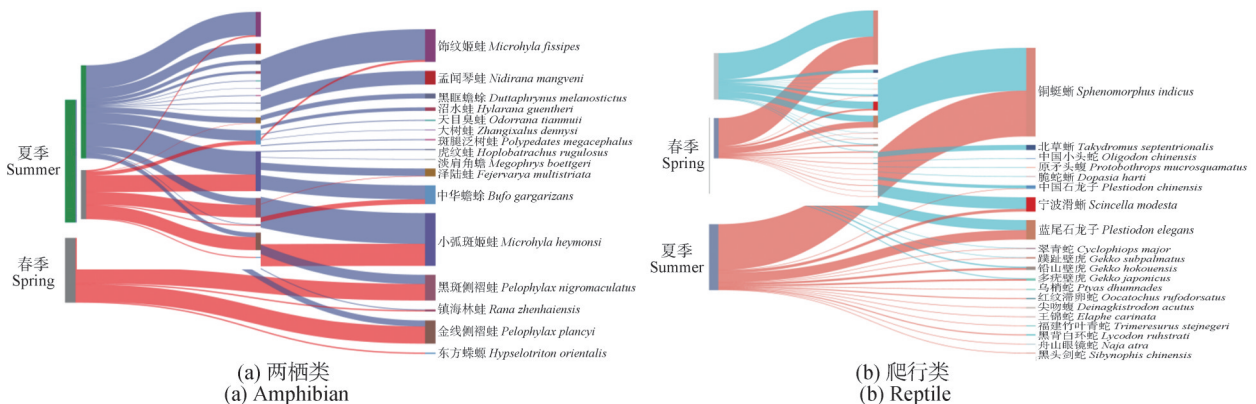 夏季
Summer
春季
Spring
饰纹姬蛙 Microhyla fissipes
孟闻琴蛙 Nidirana mangveni
黑眶蟾蜍 Duttaphrynus melanostictus
沼水蛙 Hylarana guentheri
天目臭蛙 Odorrana tianmuii
大树蛙 Zhangixalus dennysi
斑腿泛树蛙 Polypedates megacephalus
虎纹蛙 Hoplobatrachus rugulosus
淡肩角蟾 Megophrys boettgeri
泽陆蛙 Fejervarya multistriata
中华蟾蜍 Bufo gargarizans
小弧斑姬蛙 Microhyla heymonsi
黑斑侧褶蛙 Pelophylax nigromaculatus
镇海林蛙 Rana zhenhaiensis
金线侧褶蛙 Pelophylax plancyi
东方蝾螈 Hypselotriton orientalis
(a) 两栖类
(a) Amphibian
春季
Spring
夏季
Summer
铜蜓蜥 Sphenomorphus indicus
北草蜥 Takydromus septentrionalis
中国小头蛇 Oligodon chinensis
原矛头蝮 Protobothrops mucrosquamatus
脆蛇蜥 Dopasia harti
中国石龙子 Plestiodon chinensis
宁波滑蜥 Scincella modesta
蓝尾石龙子 Plestiodon elegans
翠青蛇 Cyclophiops major
蹼趾壁虎 Gekko subpalmatus
铅山壁虎 Gekko hokouensis
多疣壁虎 Gekko japonicus
乌梢蛇 Ptyas dhumnades
红纹滞卵蛇 Oocatochus rufodorsatus
尖吻蝮 Deinagkistrodon acutus
王锦蛇 Elaphe carinata
福建竹叶青蛇 Trimeresurus stejnegeri
黑背白环蛇 Lycodon ruhstrati
舟山眼镜蛇 Naja atra
黑头剑蛇 Sibynophis chinensis
(b) 爬行类
(b) Reptile